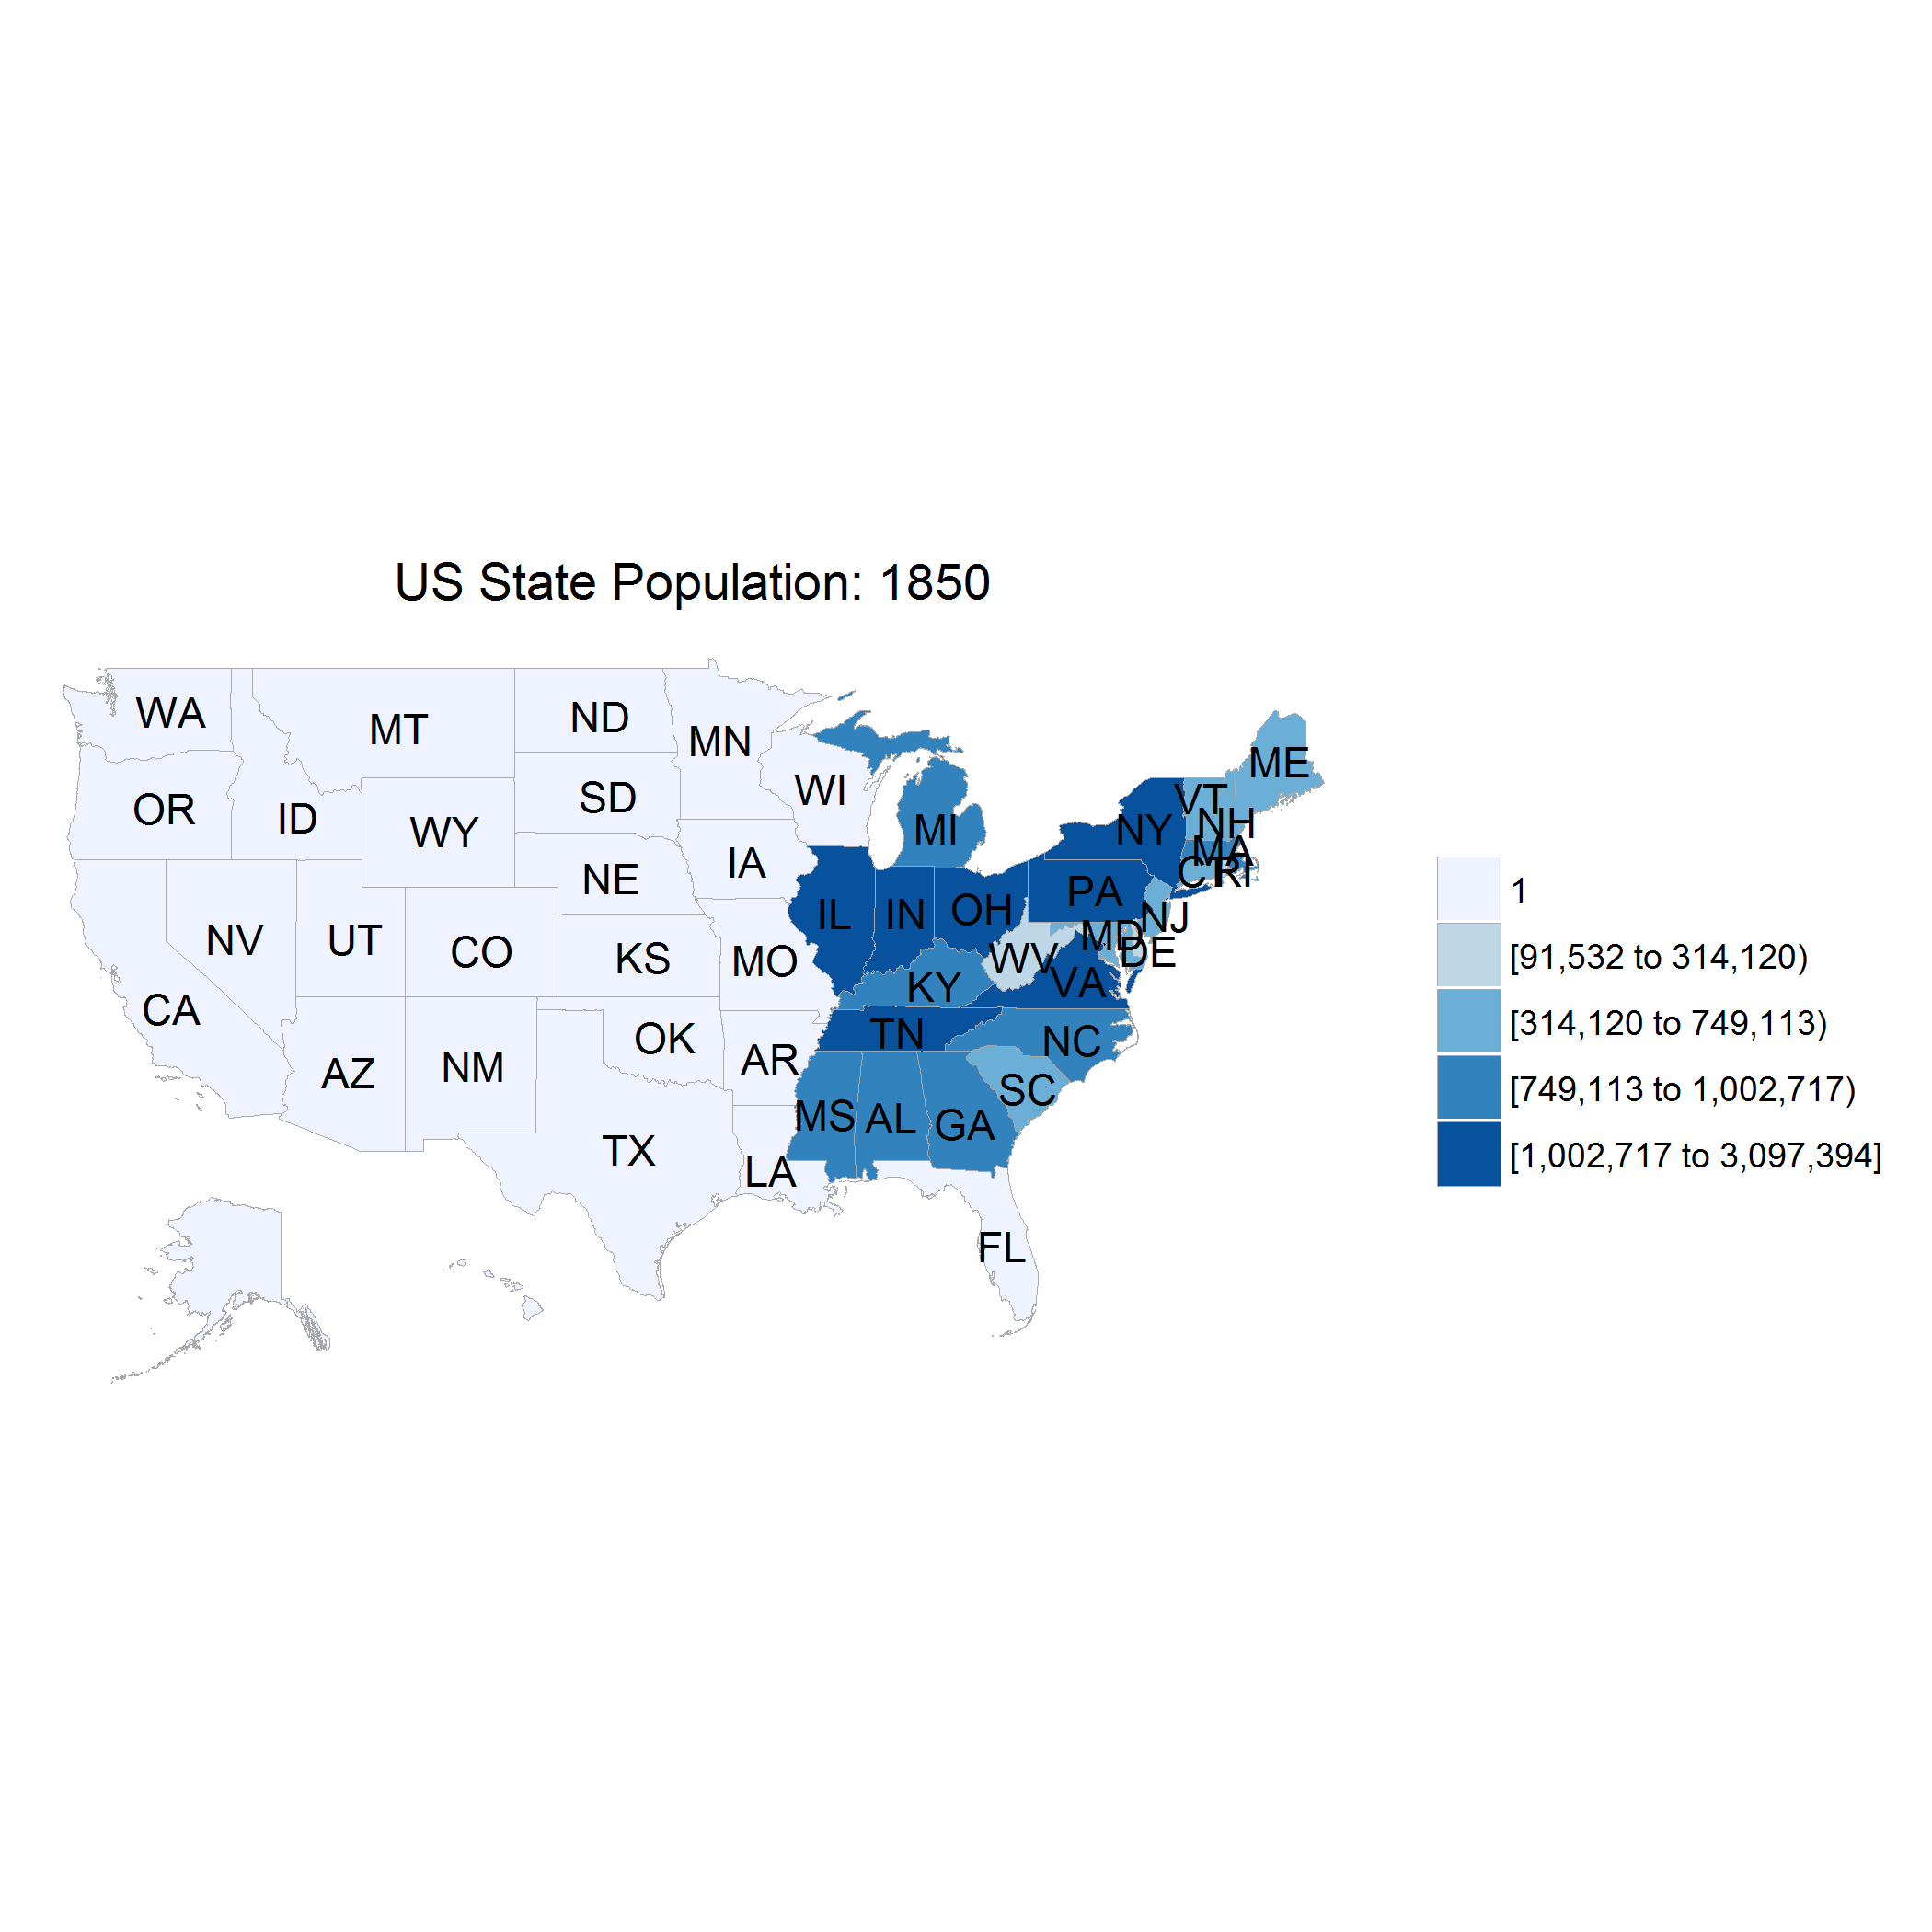 US State Population: 1850
WA
MT
ND
MN
ME
OR
ID
WY
SD
WI
MI
NY
VT
NH
MA
CT
RI
NV
UT
CO
NE
IA
IL
IN
OH
PA
NJ
MD
DE
CA
KS
MO
KY
WV
VA
AZ
NM
OK
AR
TN
NC
SC
TX
LA
MS
AL
GA
FL
1
[91,532 to 314,120)
[314,120 to 749,113)
[749,113 to 1,002,717)
[1,002,717 to 3,097,394]